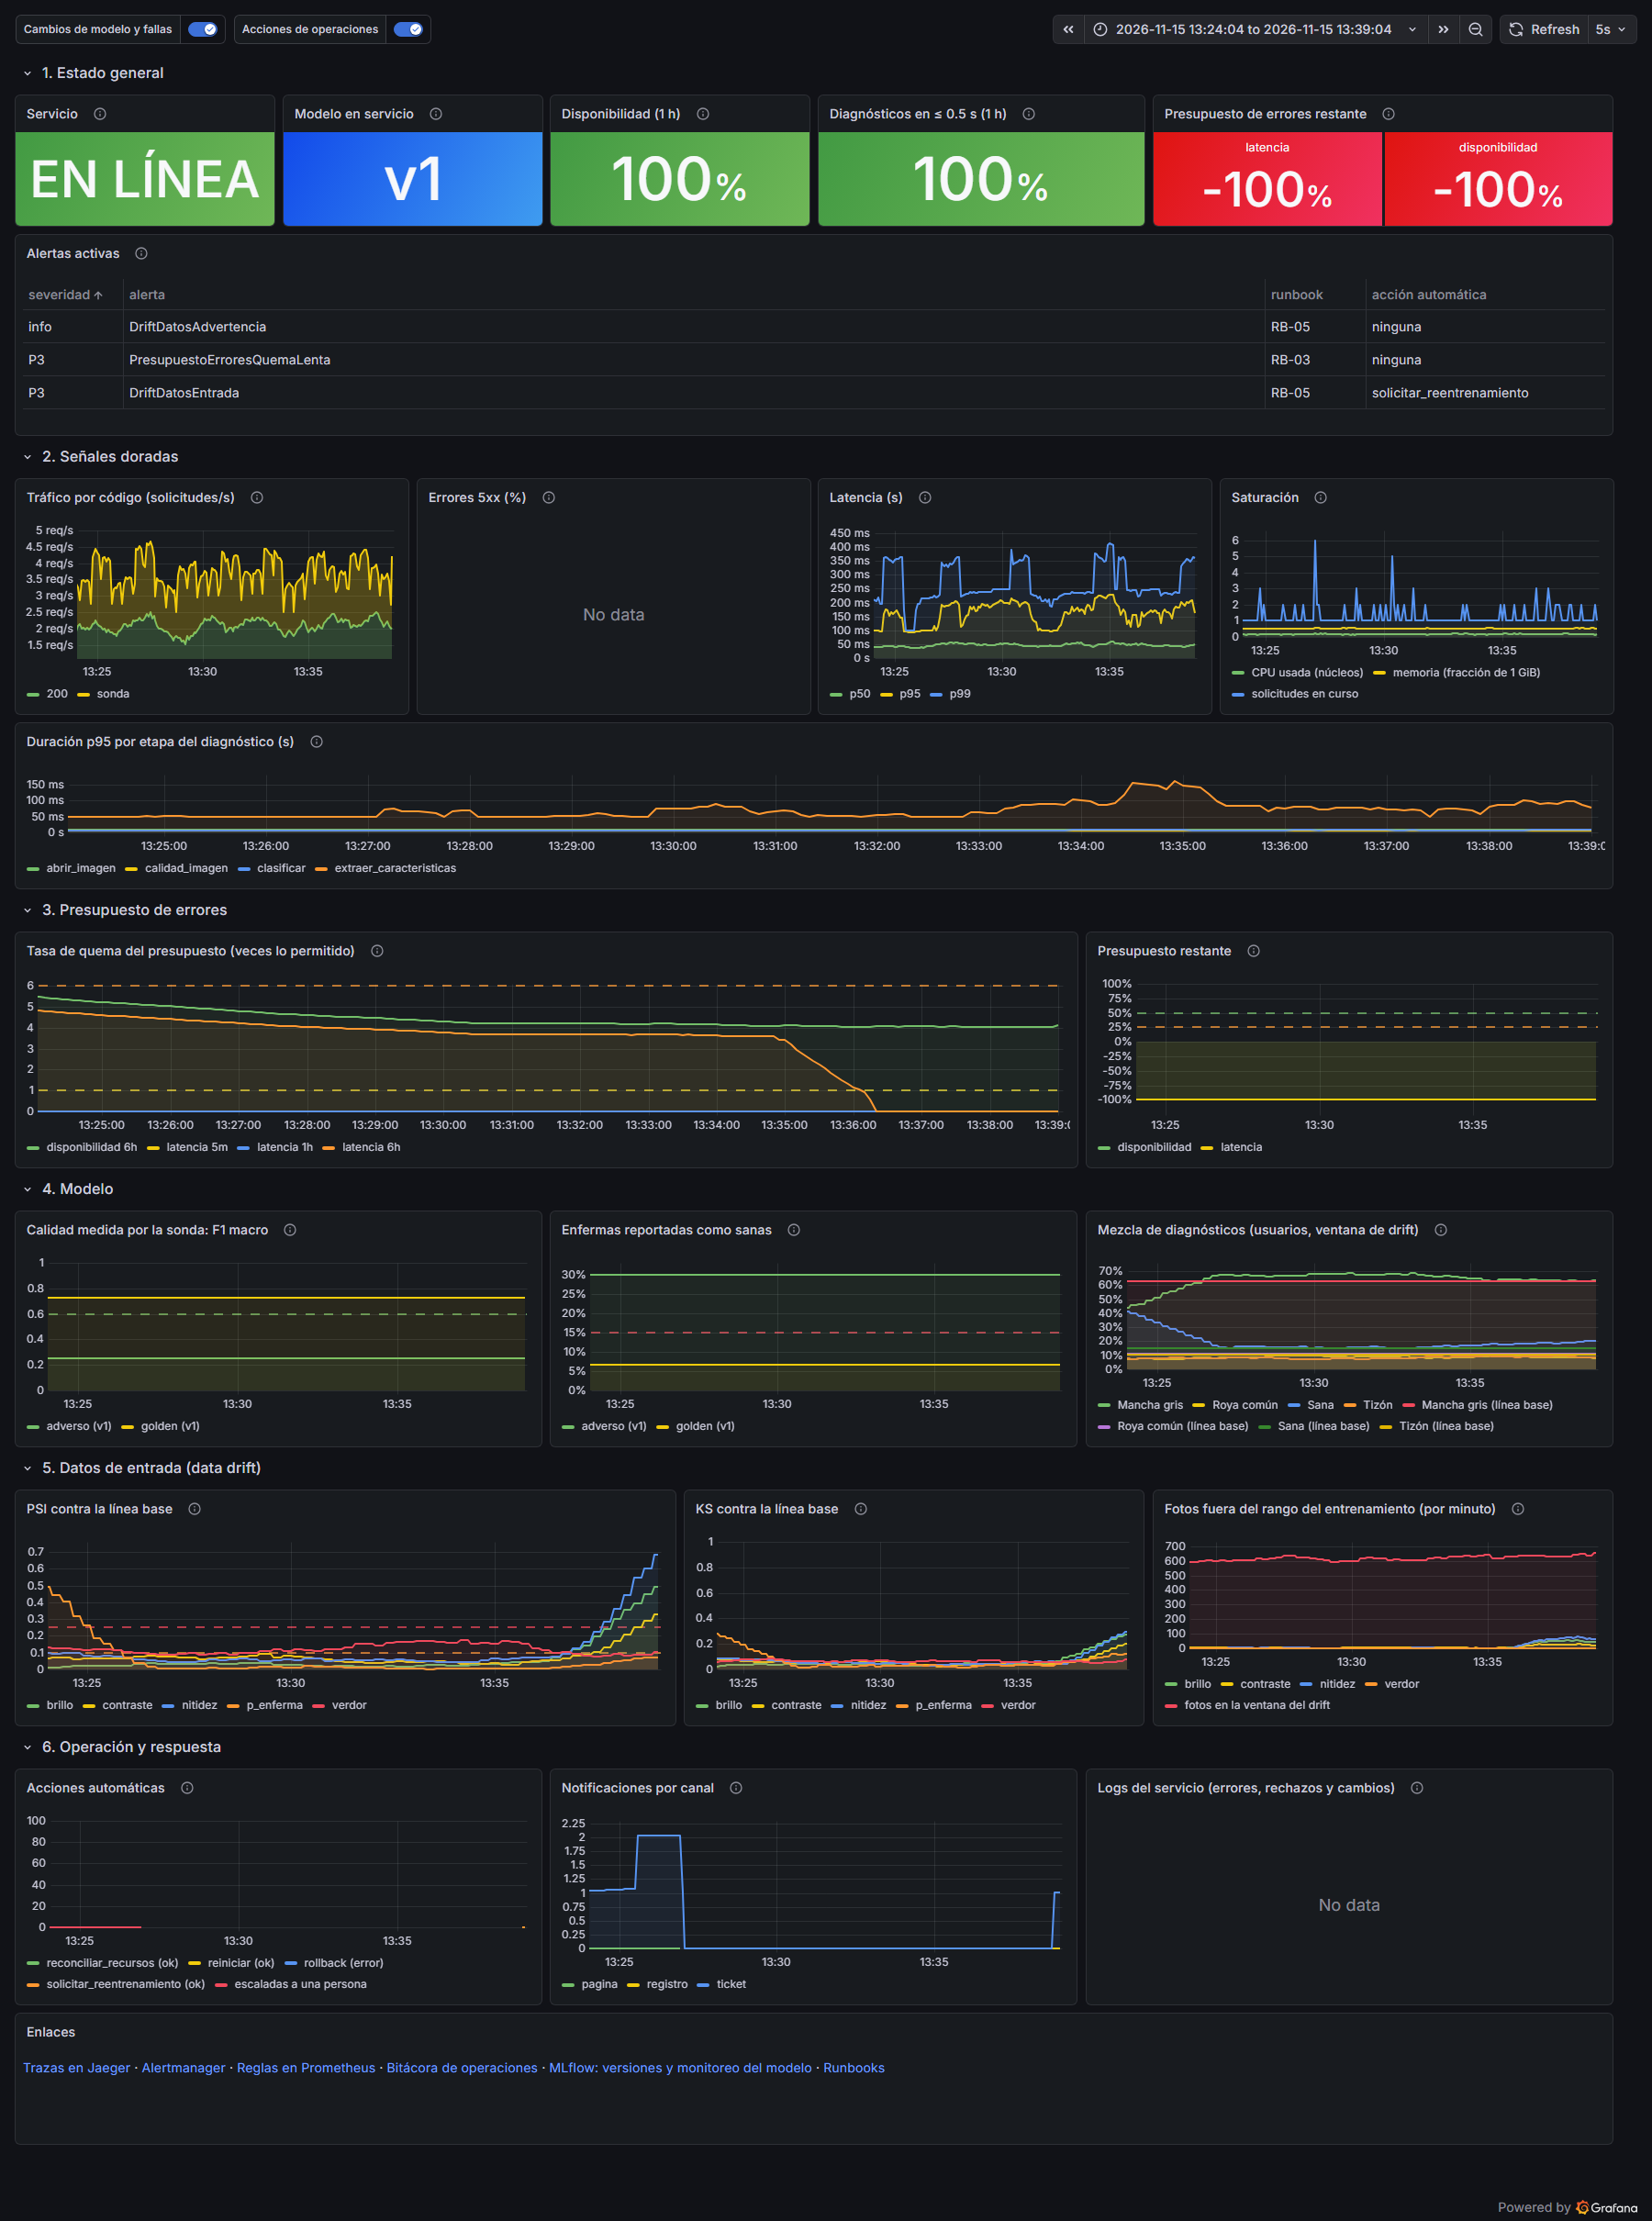 Cambios de modelo y fallas
Acciones de operaciones
2026-11-15 13:24:04 to 2026-11-15 13:39:04
Refresh
5s
1. Estado general
Servicio
EN LÍNEA
Modelo en servicio
v1
Disponibilidad (1 h)
100%
Diagnósticos en ≤ 0.5 s (1 h)
100%
Presupuesto de errores restante
latencia
-100%
disponibilidad
-100%
Alertas activas
severidad alerta runbook acción automática
info DriftDatosAdvertencia RB-05 ninguna
P3 PresupuestoErroresQuemaLenta RB-03 ninguna
P3 DriftDatosEntrada RB-05 solicitar_reentrenamiento
2. Señales doradas
Tráfico por código (solicitudes/s)
5 req/s
4.5 req/s
4 req/s
3.5 req/s
3 req/s
2.5 req/s
2 req/s
1.5 req/s
13:25 13:30 13:35
200 sonda
Errores 5xx (%)
No data
Latencia (s)
450 ms
400 ms
350 ms
300 ms
250 ms
200 ms
150 ms
100 ms
50 ms
0 s
13:25 13:30 13:35
p50 p95 p99
Saturación
6
5
4
3
2
1
0
13:25 13:30 13:35
CPU usada (núcleos) memoria (fracción de 1 GiB)
solicitudes en curso
Duración p95 por etapa del diagnóstico (s)
150 ms
100 ms
50 ms
0 s
13:25:00 13:26:00 13:27:00 13:28:00 13:29:00 13:30:00 13:31:00 13:32:00 13:33:00 13:34:00 13:35:00 13:36:00 13:37:00 13:38:00 13:39:0
abrir_imagen calidad_imagen clasificar extraer_caracteristicas
3. Presupuesto de errores
Tasa de quema del presupuesto (veces lo permitido)
6
5
4
3
2
1
0
13:25:00 13:26:00 13:27:00 13:28:00 13:29:00 13:30:00 13:31:00 13:32:00 13:33:00 13:34:00 13:35:00 13:36:00 13:37:00 13:38:00 13:39:0
disponibilidad 6h latencia 5m latencia 1h latencia 6h
Presupuesto restante
100%
75%
50%
25%
0%
-25%
-50%
-75%
-100%
13:25 13:30 13:35
disponibilidad latencia
4. Modelo
Calidad medida por la sonda: F1 macro
1
0.8
0.6
0.4
0.2
0
13:25 13:30 13:35
adverso (v1) golden (v1)
Enfermas reportadas como sanas
30%
25%
20%
15%
10%
5%
0%
13:25 13:30 13:35
adverso (v1) golden (v1)
Mezcla de diagnósticos (usuarios, ventana de drift)
70%
60%
50%
40%
30%
20%
10%
0%
13:25 13:30 13:35
Mancha gris Roya común Sana Tizón Mancha gris (línea base)
Roya común (línea base) Sana (línea base) Tizón (línea base)
5. Datos de entrada (data drift)
PSI contra la línea base
0.7
0.6
0.5
0.4
0.3
0.2
0.1
0
13:25 13:30 13:35
brillo contraste nitidez p_enferma verdor
KS contra la línea base
1
0.8
0.6
0.4
0.2
0
13:25 13:30 13:35
brillo contraste nitidez p_enferma verdor
Fotos fuera del rango del entrenamiento (por minuto)
700
600
500
400
300
200
100
0
13:25 13:30 13:35
brillo contraste nitidez verdor
fotos en la ventana del drift
6. Operación y respuesta
Acciones automáticas
100
80
60
40
20
0
13:25 13:30 13:35
reconciliar_recursos (ok) reiniciar (ok) rollback (error)
solicitar_reentrenamiento (ok) escaladas a una persona
Notificaciones por canal
2.25
2
1.75
1.5
1.25
1
0.75
0.5
0.25
0
13:25 13:30 13:35
pagina registro ticket
Logs del servicio (errores, rechazos y cambios)
No data
Enlaces
Trazas en Jaeger · Alertmanager · Reglas en Prometheus · Bitácora de operaciones · MLflow: versiones y monitoreo del modelo · Runbooks
Powered by Grafana